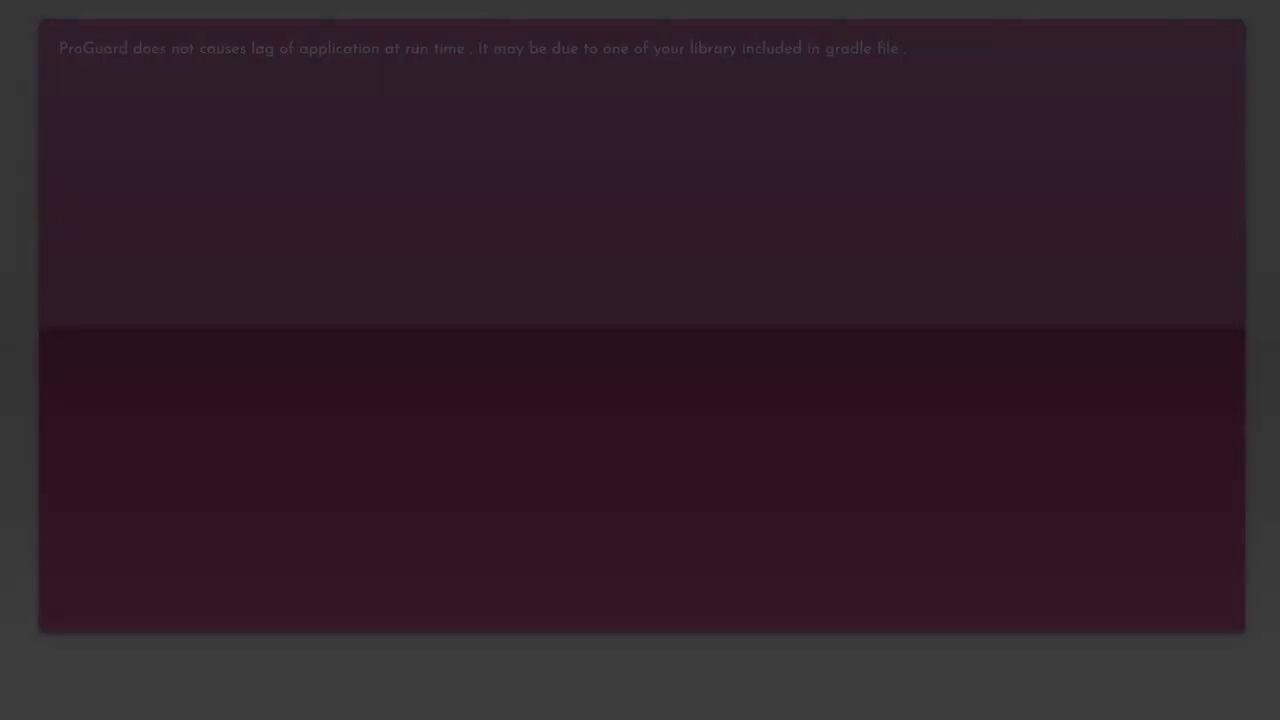 ProGuard does not causes lag of application at run time . It may be due to one of your library included in gradle file .